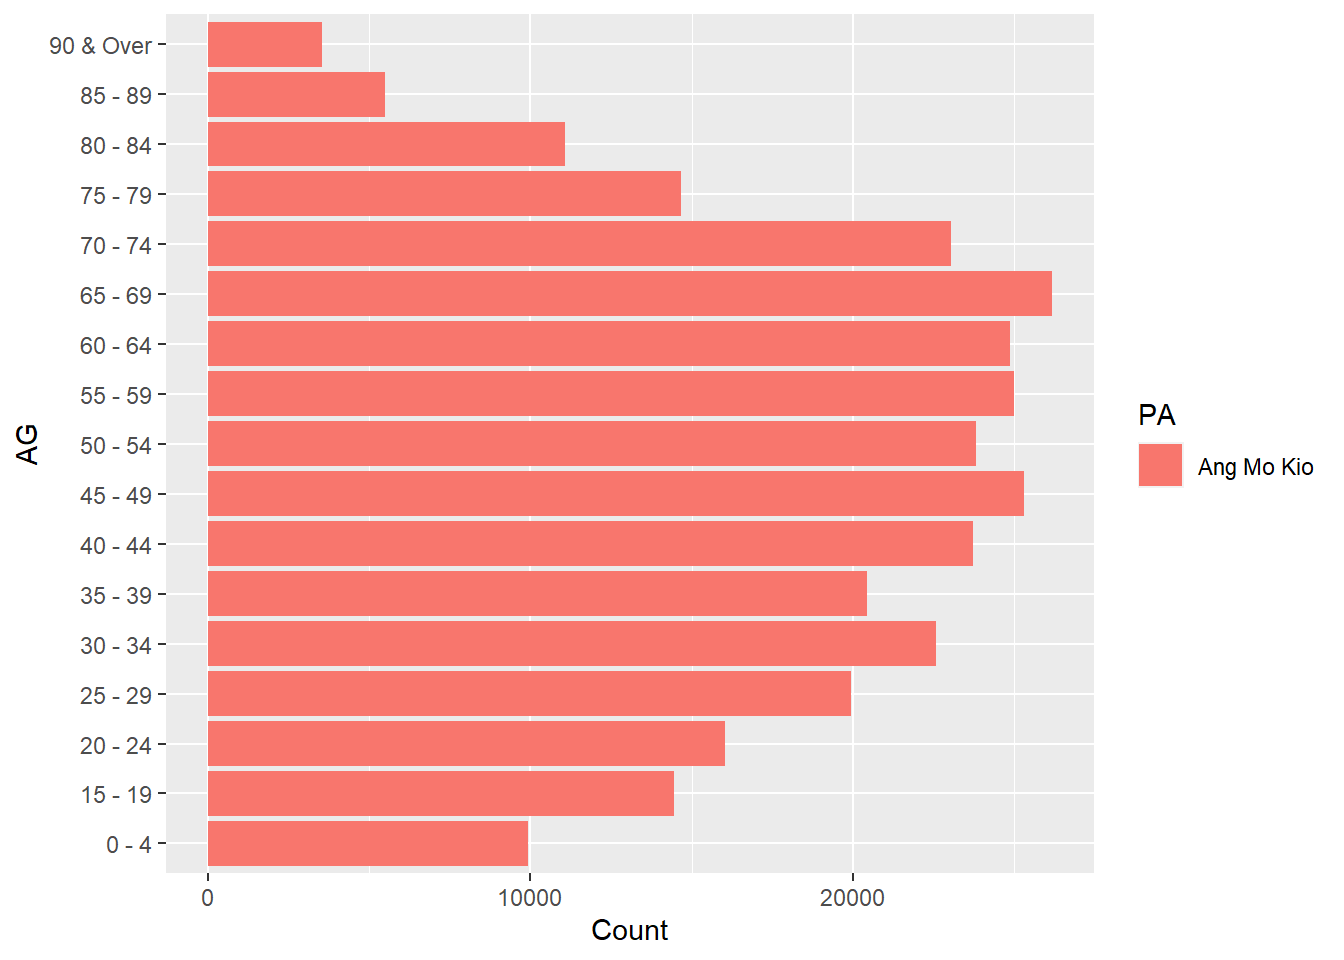 90 & Over
85 - 89
80 - 84
75 - 79
70 - 74
65 - 69
60 - 64
55 - 59
50 - 54
45 - 49
40 - 44
35 - 39
30 - 34
25 - 29
20 - 24
15 - 19
0 - 4
AG
0 10000 20000
Count
PA
Ang Mo Kio